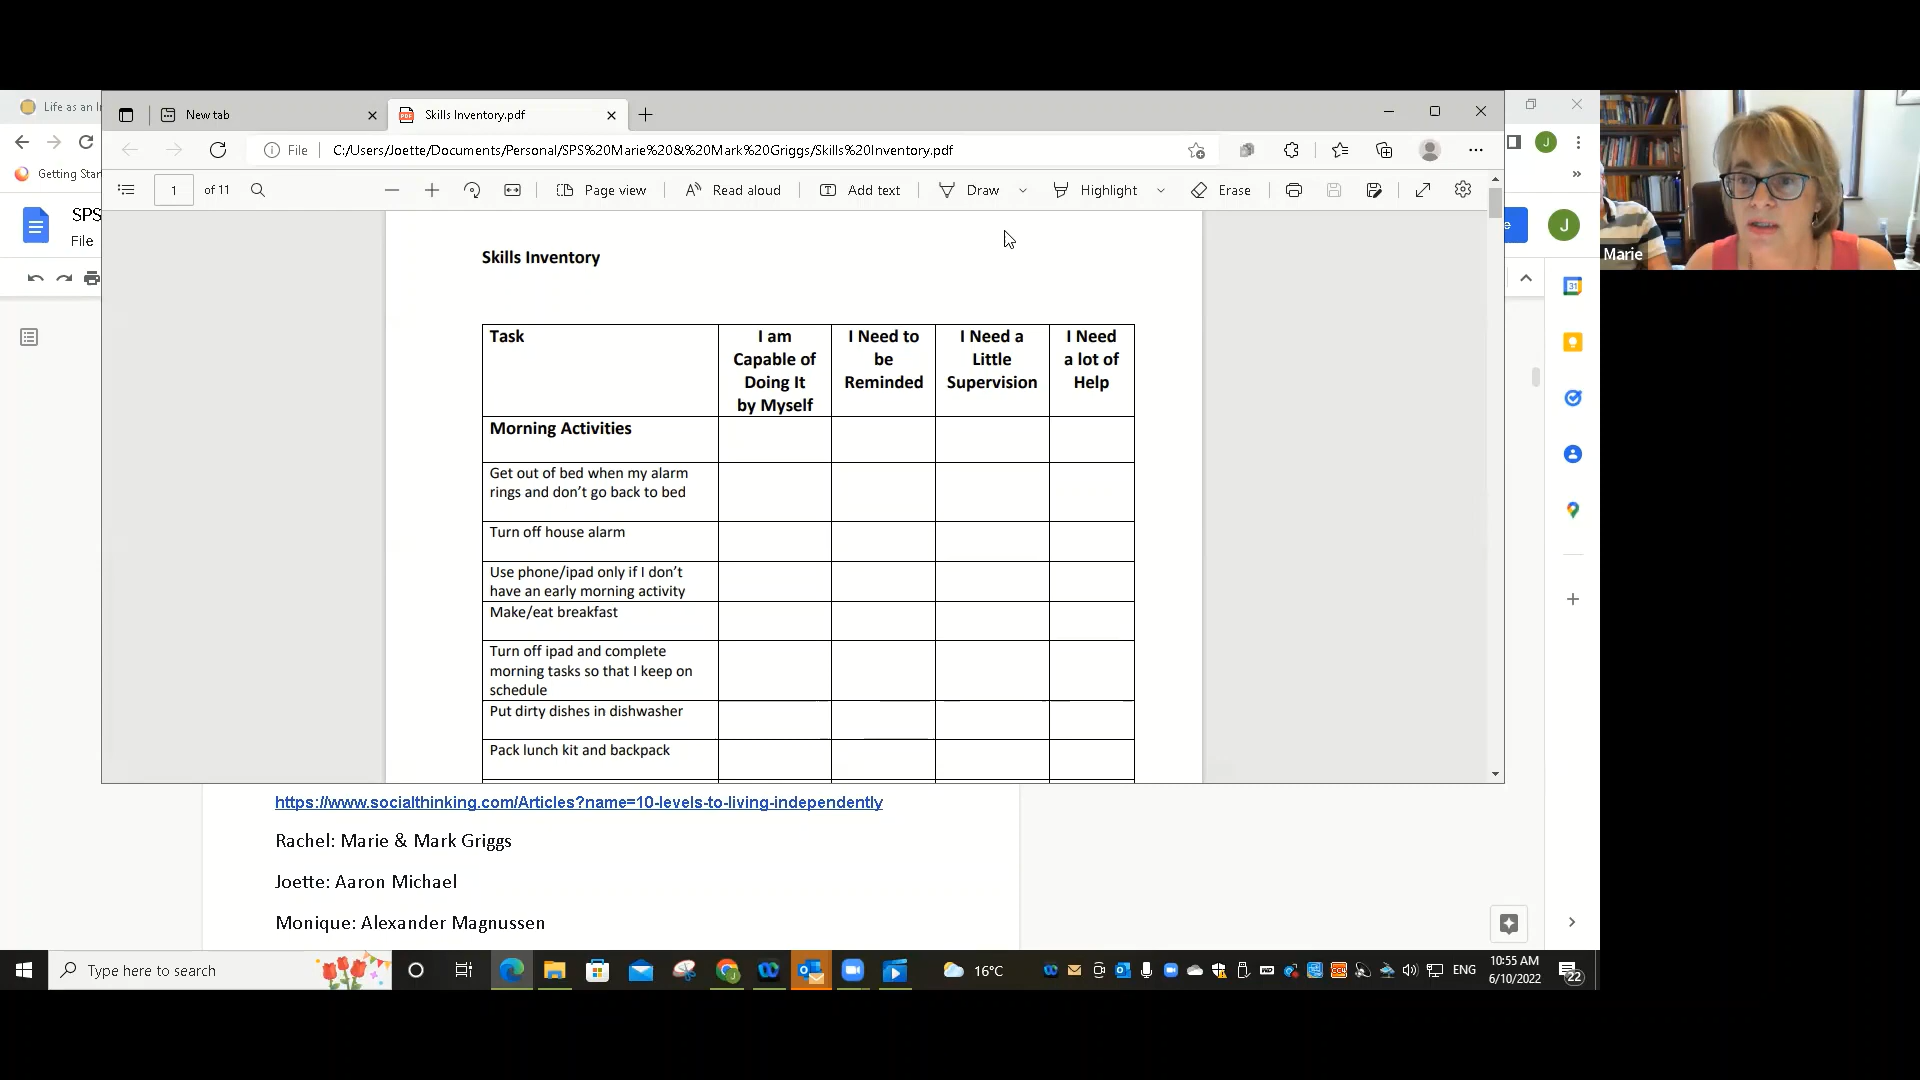 Life as an I
New tab
Skills Inventory.pdf
File
C:/Users/Joette/Documents/Personal/SPS%20Marie%20&%20Mark%20Griggs/Skills%20Inventory.pdf
J
Getting Star
1 of 11
Page view
Read aloud
Add text
Draw
Highlight
Erase
SPS
File
e
J
Marie
31
Skills Inventory
Task
I am Capable of Doing It by Myself
I Need to be Reminded
I Need a Little Supervision
I Need a lot of Help
Morning Activities
Get out of bed when my alarm
rings and don't go back to bed
Turn off house alarm
Use phone/ipad only if I don't
have an early morning activity
Make/eat breakfast
Turn off ipad and complete
morning tasks so that I keep on
schedule
Put dirty dishes in dishwasher
Pack lunch kit and backpack
https://www.socialthinking.com/Articles?name=10-levels-to-living-independently
Rachel: Marie & Mark Griggs
Joette: Aaron Michael
Monique: Alexander Magnussen
Type here to search
16°C
ENG
10:55 AM
6/10/2022
22